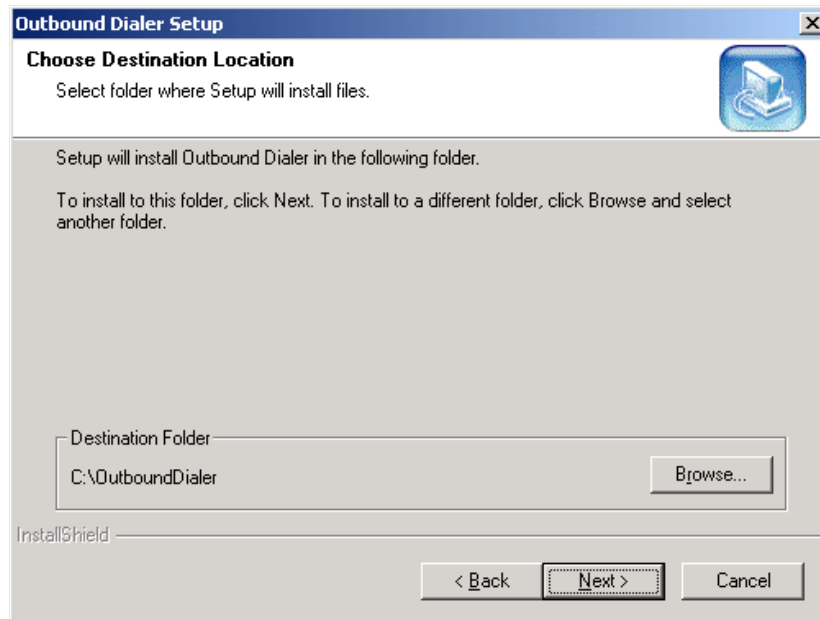 Outbound Dialer Setup
Choose Destination Location
Select folder where Setup will install files.
Setup will install Outbound Dialer in the following folder.
To install to this folder, click Next. To install to a different folder, click Browse and select
another folder.
Destination Folder
C:\OutboundDialer
Browse...
InstallShield
< Back
Next >
Cancel